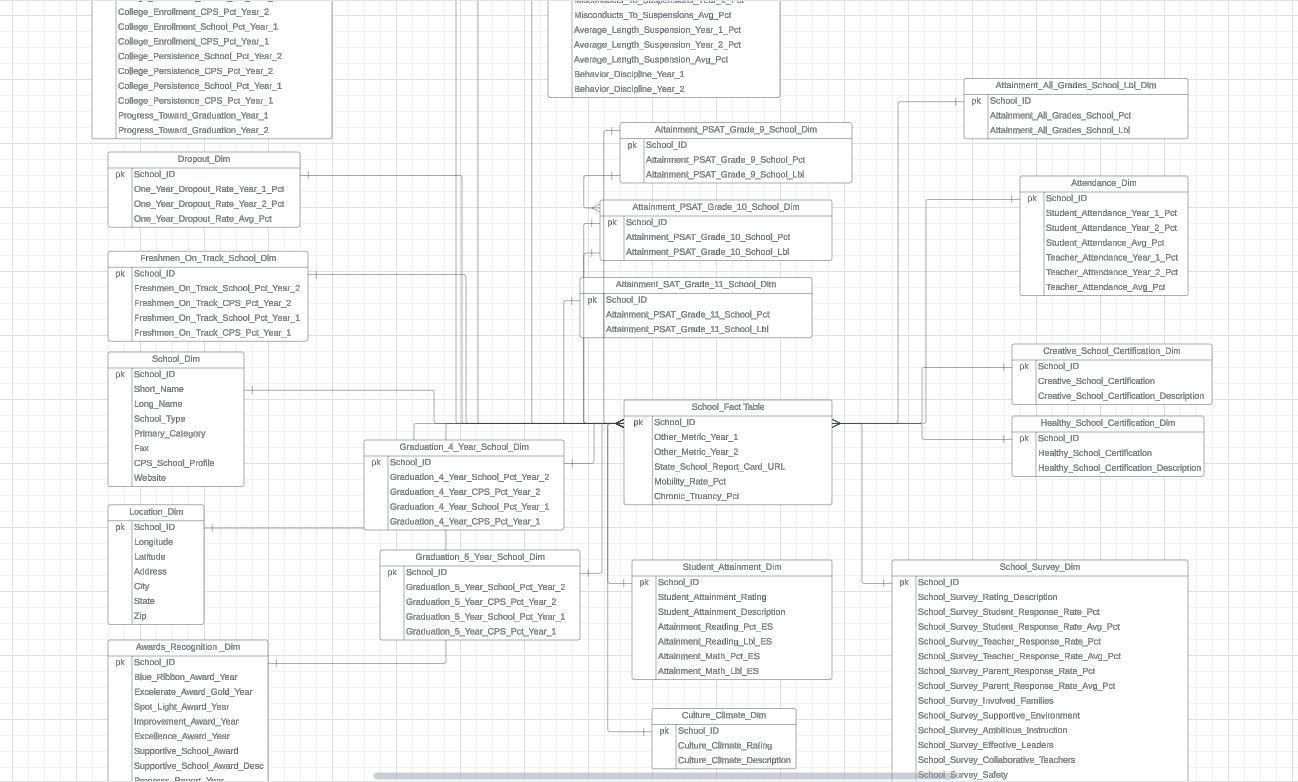 College_Enrollment_CPS_Pct_Year_2
College_Enrollment_School_Pct_Year_1
College_Enrollment_CPS_Pct_Year_1
College_Persistence_School_Pct_Year_2
College_Persistence_CPS_Pct_Year_2
College_Persistence_School_Pct_Year_1
College_Persistence_CPS_Pct_Year_1
Progress_Toward_Graduation_Year_1
Progress_Toward_Graduation_Year_2
Dropout_Dim
pk School_ID
One_Year_Dropout_Rate_Year_1_Pct
One_Year_Dropout_Rate_Year_2_Pct
One_Year_Dropout_Rate_Avg_Pct
Freshmen_On_Track_School_Dim
pk School_ID
Freshmen_On_Track_School_Pct_Year_2
Freshmen_On_Track_CPS_Pct_Year_2
Freshmen_On_Track_School_Pct_Year_1
Freshmen_On_Track_CPS_Pct_Year_1
School_Dim
pk School_ID
Short_Name
Long_Name
School_Type
Primary_Category
Fax
CPS_School_Profile
Website
Location_Dim
pk School_ID
Longitude
Latitude
Address
City
State
Zip
Awards_Recognition_Dim
pk School_ID
Blue_Ribbon_Award_Year
Excelerate_Award_Gold_Year
Spot_Light_Award_Year
Improvement_Award_Year
Excellence_Award_Year
Supportive_School_Award
Supportive_School_Award_Desc
Progress_Report_Year
Graduation_4_Year_School_Dim
pk School_ID
Graduation_4_Year_School_Pct_Year_2
Graduation_4_Year_CPS_Pct_Year_2
Graduation_4_Year_School_Pct_Year_1
Graduation_4_Year_CPS_Pct_Year_1
Graduation_5_Year_School_Dim
pk School_ID
Graduation_5_Year_School_Pct_Year_2
Graduation_5_Year_CPS_Pct_Year_2
Graduation_5_Year_School_Pct_Year_1
Graduation_5_Year_CPS_Pct_Year_1
Misconducts_To_Suspensions_Year_2_Pct
Misconducts_To_Suspensions_Avg_Pct
Average_Length_Suspension_Year_1_Pct
Average_Length_Suspension_Year_2_Pct
Average_Length_Suspension_Avg_Pct
Behavior_Discipline_Year_1
Behavior_Discipline_Year_2
Attainment_PSAT_Grade_9_School_Dim
pk School_ID
Attainment_PSAT_Grade_9_School_Pct
Attainment_PSAT_Grade_9_School_Lbl
Attainment_PSAT_Grade_10_School_Dim
pk School_ID
Attainment_PSAT_Grade_10_School_Pct
Attainment_PSAT_Grade_10_School_Lbl
Attainment_SAT_Grade_11_School_Dim
pk School_ID
Attainment_SAT_Grade_11_School_Pct
Attainment_SAT_Grade_11_School_Lbl
School_Fact Table
pk School_ID
Other_Metric_Year_1
Other_Metric_Year_2
State_School_Report_Card_URL
Mobility_Rate_Pct
Chronic_Truancy_Pct
Student_Attainment_Dim
pk School_ID
Student_Attainment_Rating
Student_Attainment_Description
Attainment_Reading_Pct_ES
Attainment_Reading_Lbl_ES
Attainment_Math_Pct_ES
Attainment_Math_Lbl_ES
Culture_Climate_Dim
pk School_ID
Culture_Climate_Rating
Culture_Climate_Description
Attainment_All_Grades_School_Lbl_Dim
pk School_ID
Attainment_All_Grades_School_Pct
Attainment_All_Grades_School_Lbl
Attendance_Dim
pk School_ID
Student_Attendance_Year_1_Pct
Student_Attendance_Year_2_Pct
Student_Attendance_Avg_Pct
Teacher_Attendance_Year_1_Pct
Teacher_Attendance_Year_2_Pct
Teacher_Attendance_Avg_Pct
Creative_School_Certification_Dim
pk School_ID
Creative_School_Certification
Creative_School_Certification_Description
Healthy_School_Certification_Dim
pk School_ID
Healthy_School_Certification
Healthy_School_Certification_Description
School_Survey_Dim
pk School_ID
School_Survey_Rating_Description
School_Survey_Student_Response_Rate_Pct
School_Survey_Student_Response_Rate_Avg_Pct
School_Survey_Teacher_Response_Rate_Pct
School_Survey_Teacher_Response_Rate_Avg_Pct
School_Survey_Parent_Response_Rate_Pct
School_Survey_Parent_Response_Rate_Avg_Pct
School_Survey_Involved_Families
School_Survey_Supportive_Environment
School_Survey_Ambitious_Instruction
School_Survey_Effective_Leaders
School_Survey_Collaborative_Teachers
School_Survey_Safety